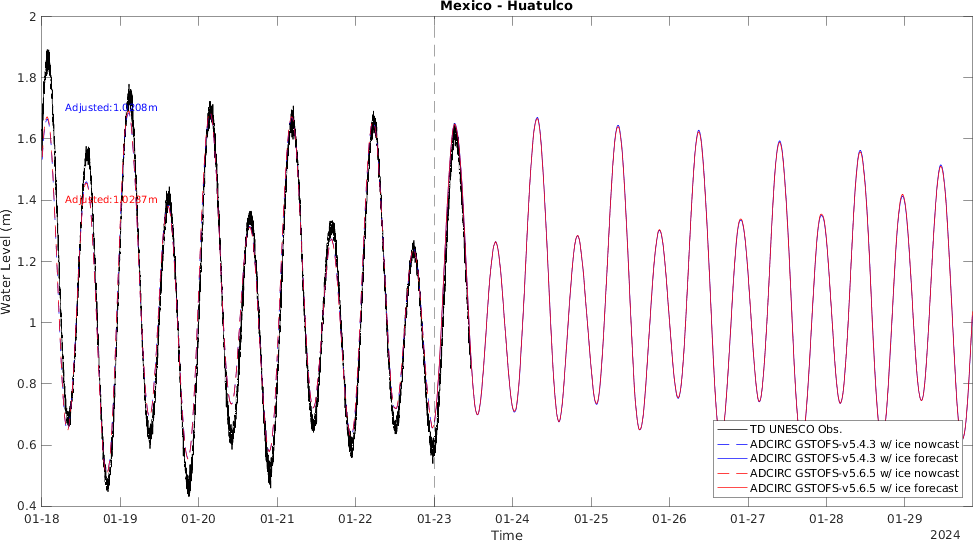 Mexico - Huatulco
2
1.8
Adjusted:1.0208m
1.6
1.4
Adjusted:1.0287m
1.2
Water Level (m)
1
0.8
0.6
0.4
TD UNESCO Obs.
ADCIRC GSTOFS-v5.4.3 w/ ice nowcast
ADCIRC GSTOFS-v5.4.3 w/ ice forecast
ADCIRC GSTOFS-v5.6.5 w/ ice nowcast
ADCIRC GSTOFS-v5.6.5 w/ ice forecast
01-18 01-19 01-20 01-21 01-22 01-23 01-24 01-25 01-26 01-27 01-28 01-29
Time
2024